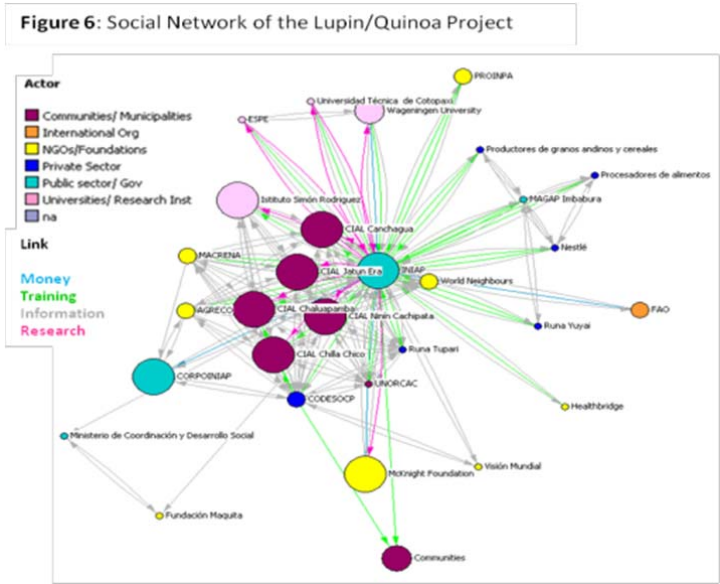 Figure 6: Social Network of the Lupin/Quinoa Project
Actor
Communities/ Municipalities
International Org
NGOs/Foundations
Private Sector
Public sector/ Gov
Universities/ Research Inst
na
Link
Money
Training
Information
Research
PROINPA
Universidad Técnica de Cotopaxi
Wageningen University
ESPE
Productores de granos andinos y cereales
Procesadores de alimentos
Istituto Simón Rodriguez
MAGAP Imbabura
CIAL Canchagua
Nestlé
MACRENA
CIAL Jatun Era
INIAP
World Neighbours
AGRECO
CIAL Chaluapamba
FAO
CIAL Ninin Cachipata
Runa Yuyai
CIAL Chilla Chico
Runa Tupari
CORPOINIAP
UNORCAC
CODESOCP
Healthbridge
Ministerio de Coordinación y Desarrollo Social
Visión Mundial
McKnight Foundation
Fundación Maquita
Communities